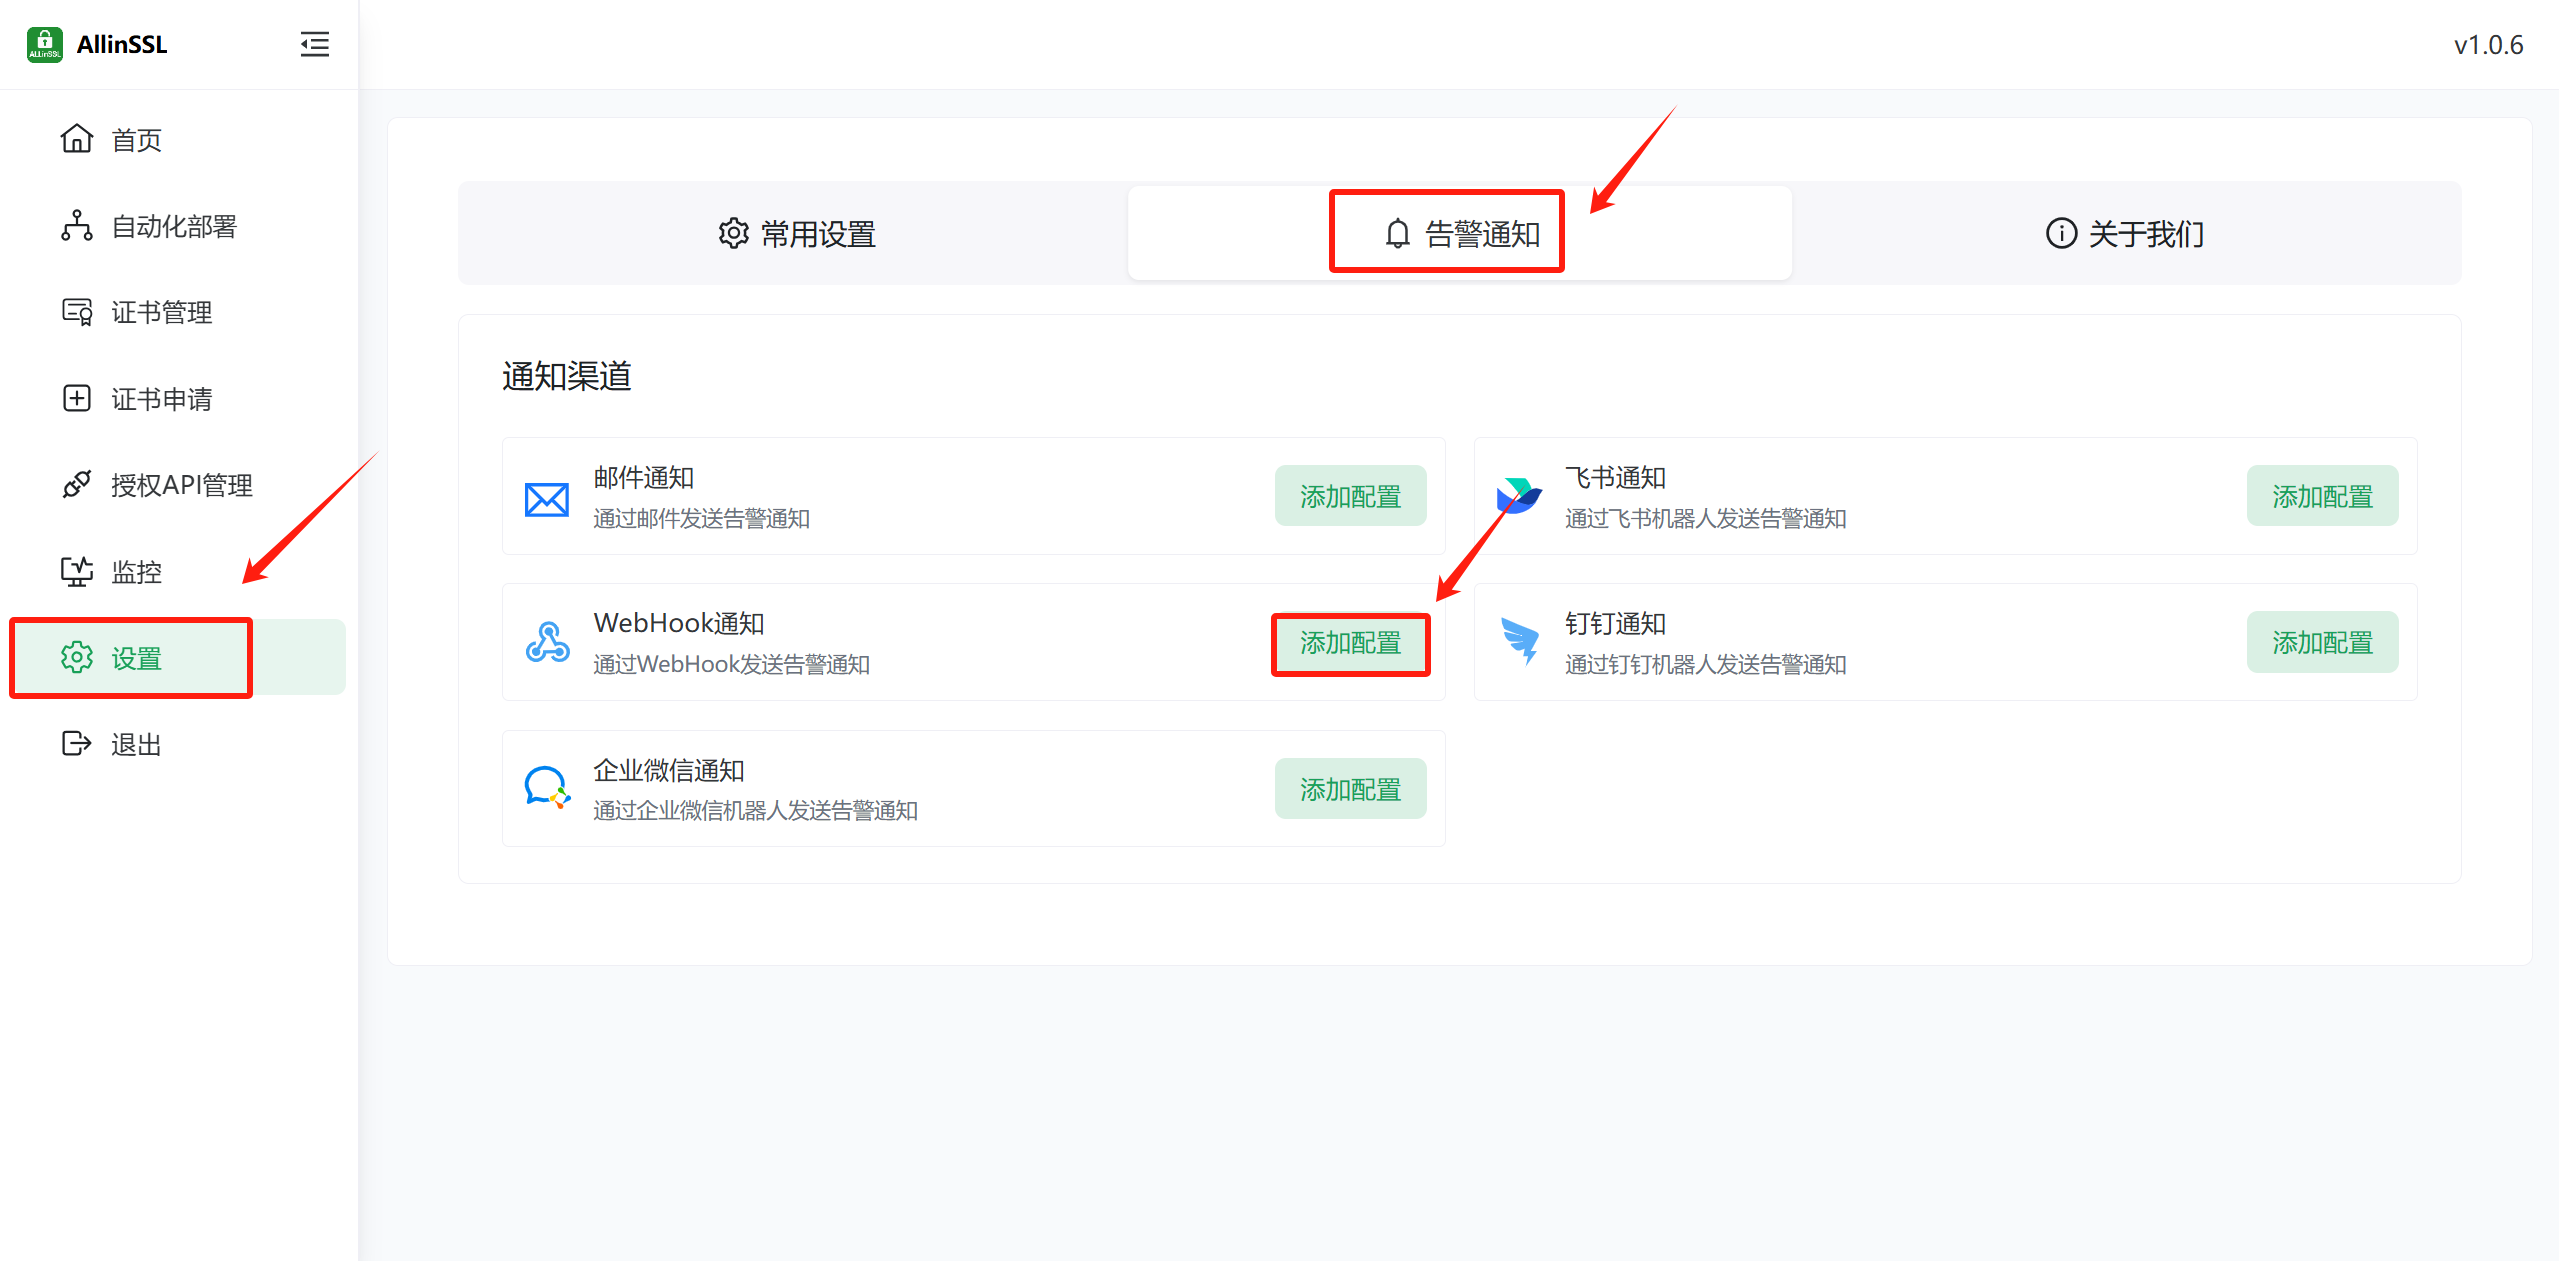 AllinSSL
v1.0.6
首页
自动化部署
证书管理
证书申请
授权API管理
监控
设置
退出
常用设置
告警通知
关于我们
通知渠道
邮件通知
通过邮件发送告警通知
添加配置
飞书通知
通过飞书机器人发送告警通知
添加配置
WebHook通知
通过WebHook发送告警通知
添加配置
钉钉通知
通过钉钉机器人发送告警通知
添加配置
企业微信通知
通过企业微信机器人发送告警通知
添加配置